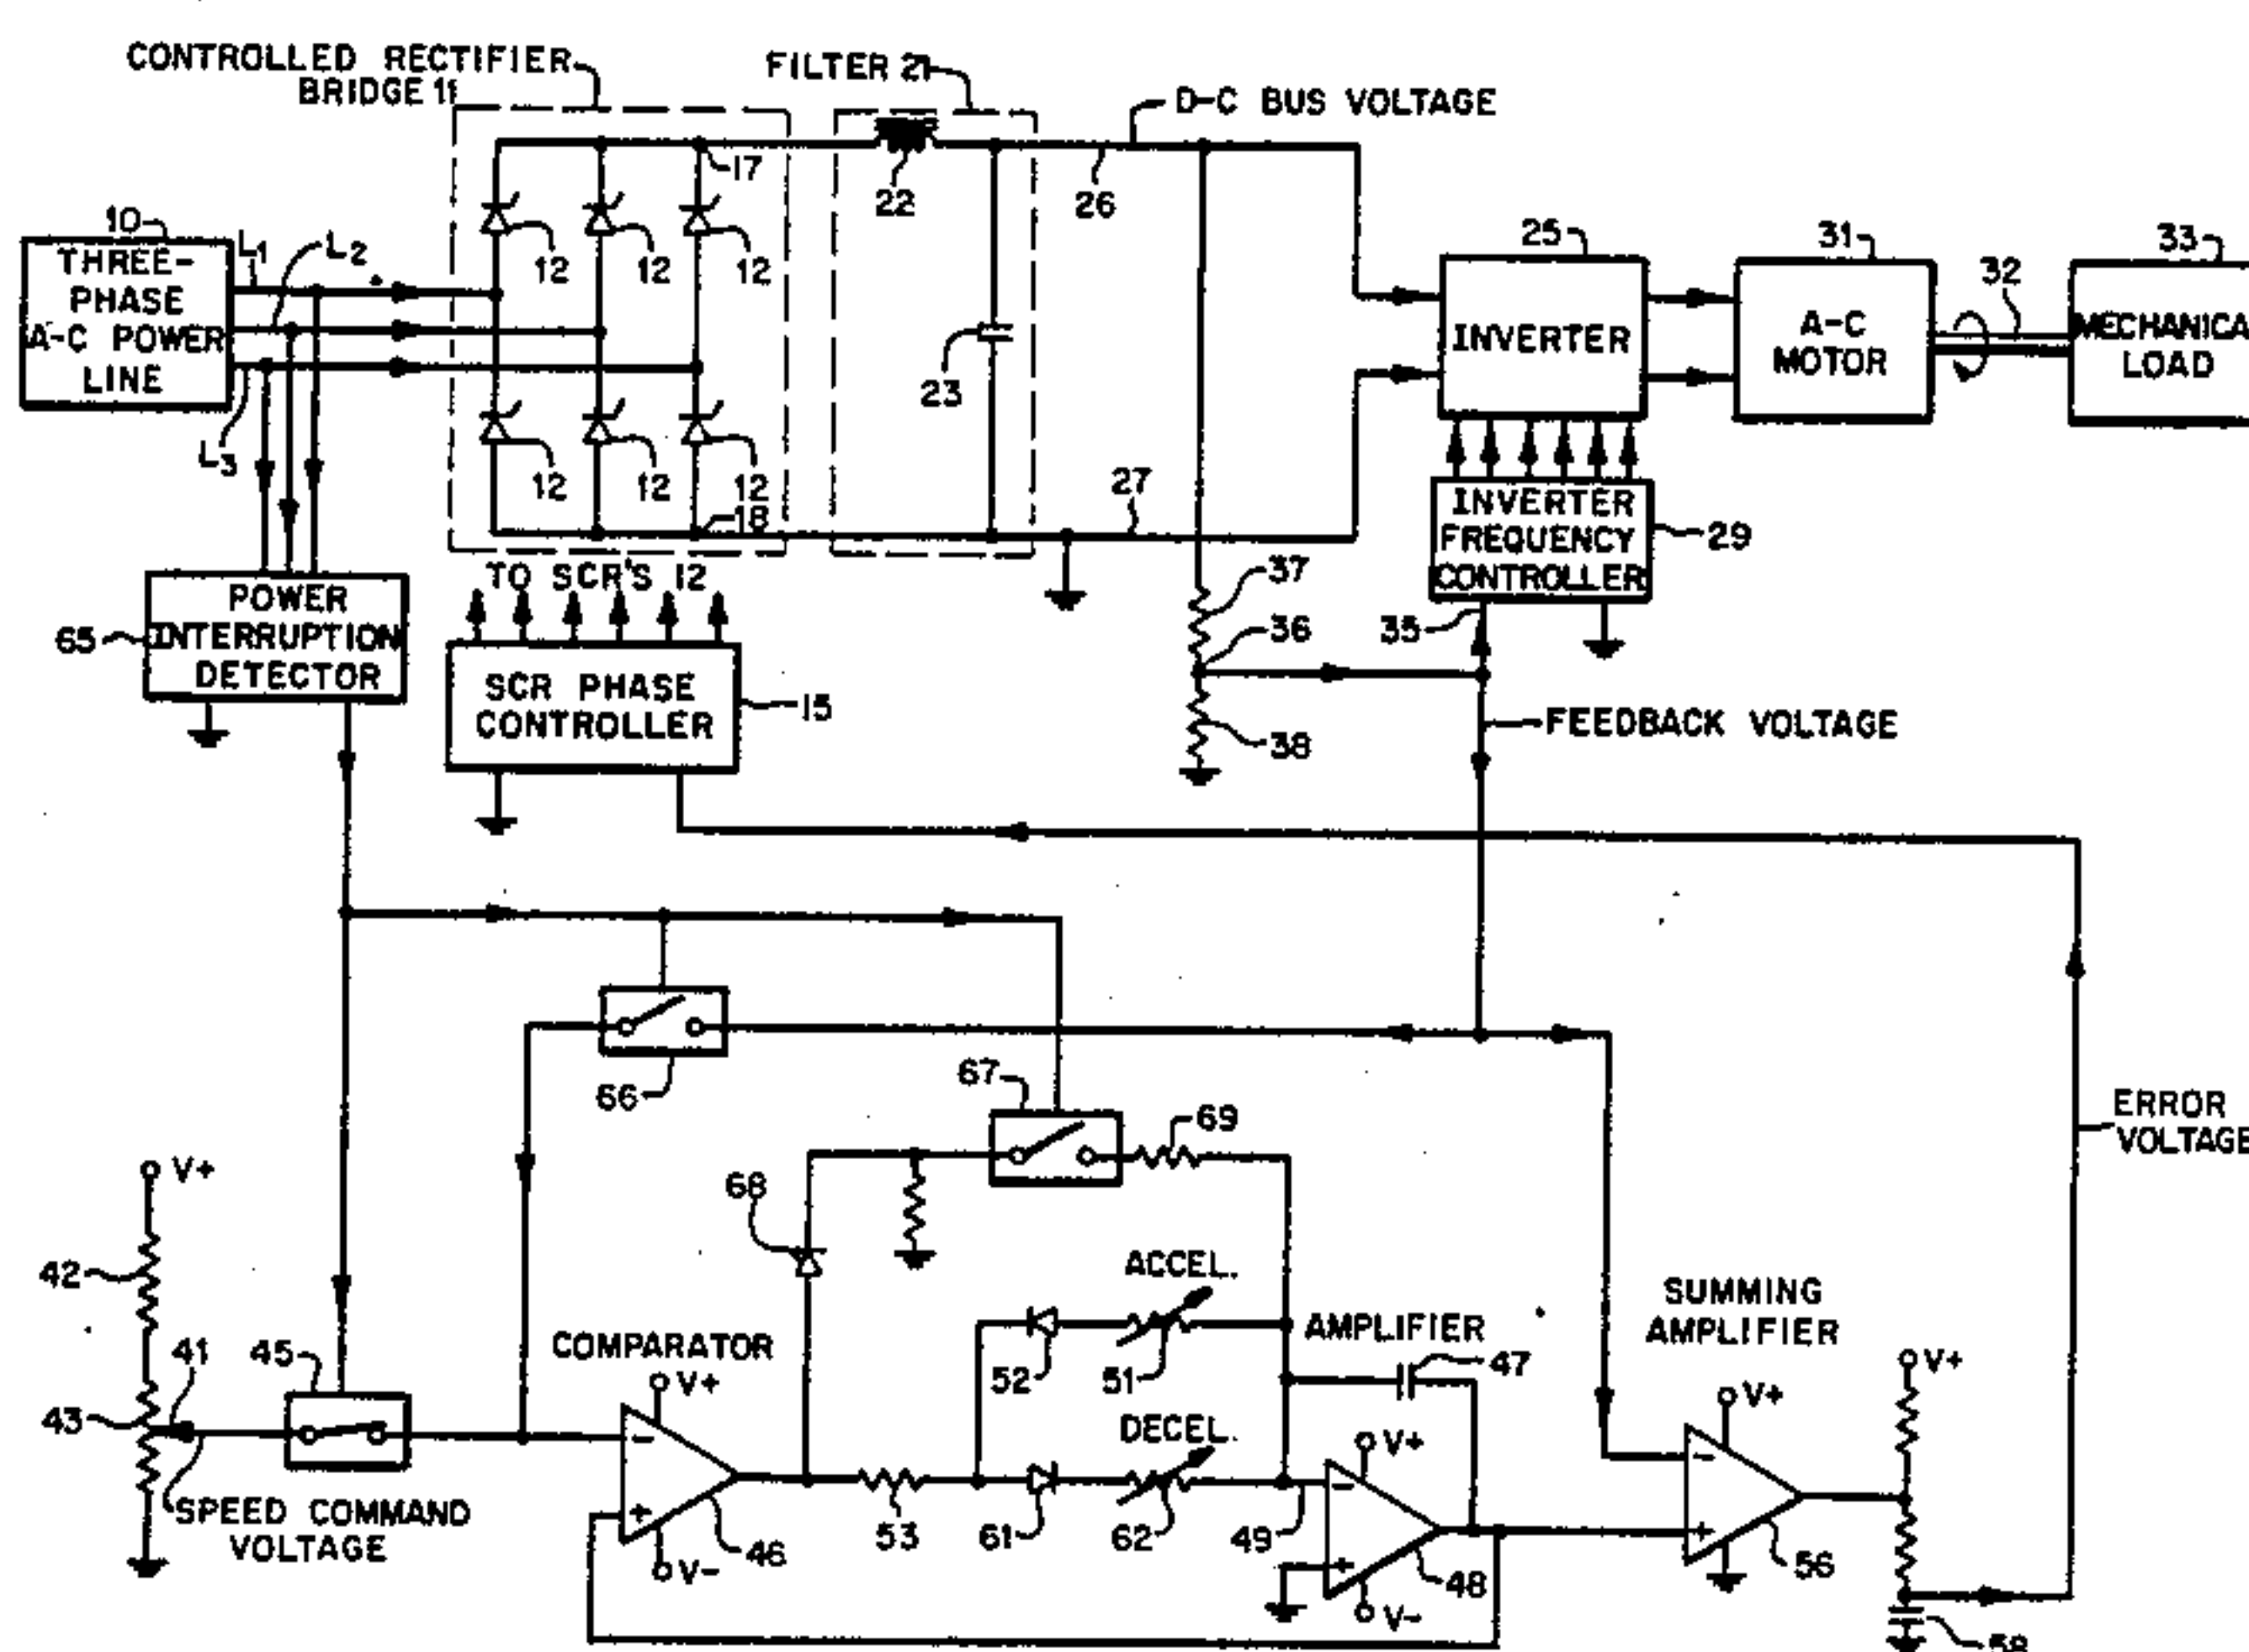 CONTROLLED RECTIFIER
BRIDGE 11
FILTER 21
D-C BUS VOLTAGE
17
22
26
10
L1
L2
THREE-
PHASE
A-C POWER
LINE
12
12
12
25
31
33
32
INVERTER
A-C
MOTOR
MECHANICA
LOAD
23
L3
12
12
12
18
27
INVERTER
FREQUENCY
CONTROLLER
29
TO SCR'S 12
37
36
35
POWER
INTERRUPTION
DETECTOR
65
SCR PHASE
CONTROLLER
15
38
FEEDBACK VOLTAGE
66
67
69
ERROR
VOLTAGE
V+
68
42
ACCEL.
SUMMING
AMPLIFIER
41
45
COMPARATOR
V+
52
51
AMPLIFIER
47
V+
V+
43
DECEL.
V+
-
-
-
SPEED COMMAND
VOLTAGE
+
46
V-
53
61
62
49
+
48
V-
+
56
58